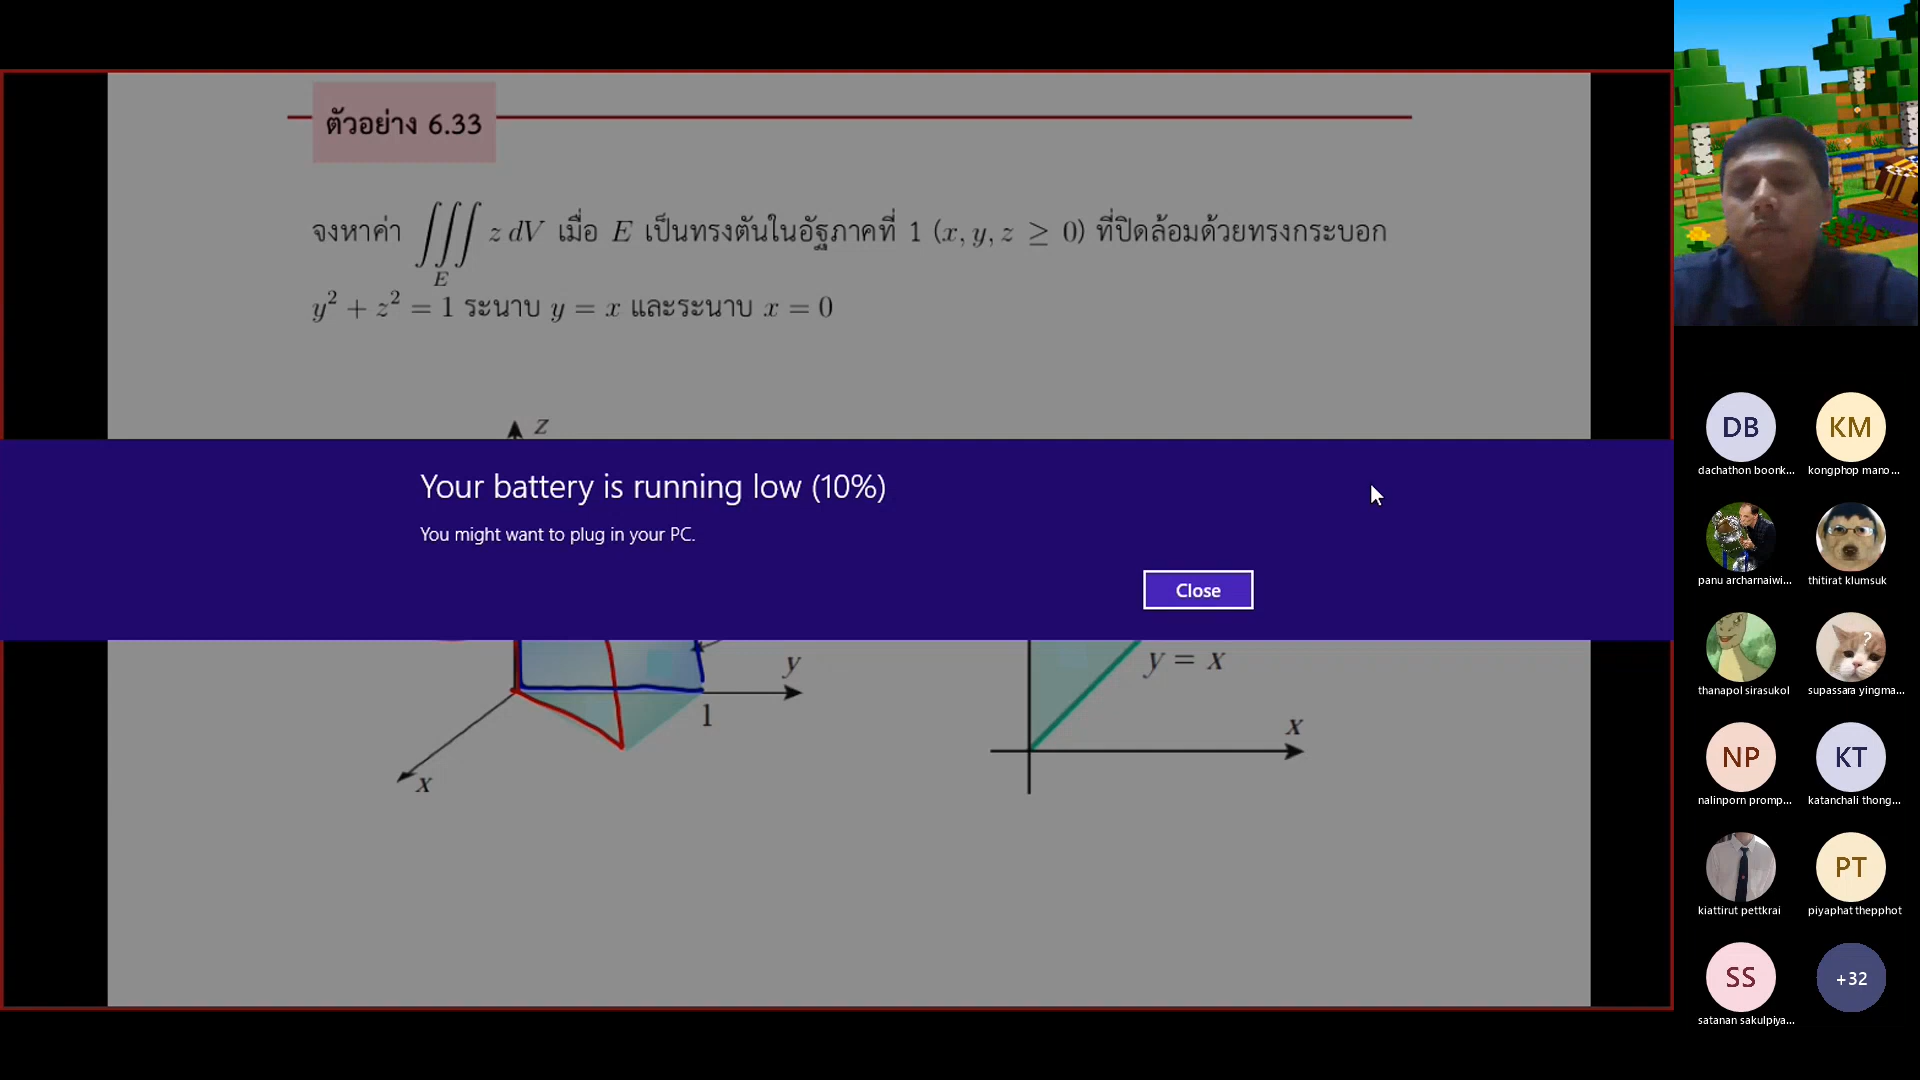 ตัวอย่าง 6.33
จงหาค่า ∭_E z dV เมื่อ E เป็นทรงตันในอัฐภาคที่ 1 (x, y, z ≥ 0) ที่ปิดล้อมด้วยทรงกระบอก
y² + z² = 1 ระนาบ y = x และระนาบ x = 0
z
Your battery is running low (10%)
You might want to plug in your PC.
Close
y
1
x
y = x
x
DB
dachathon boonk...
KM
kongphop mano...
panu archarnaiwi...
thitirat klumsuk
thanapol sirasukol
?
supassara yingma...
NP
nalinporn promp...
KT
katanchali thong...
kiattirut pettkrai
PT
piyaphat thepphot
SS
satanan sakulpiya...
+32